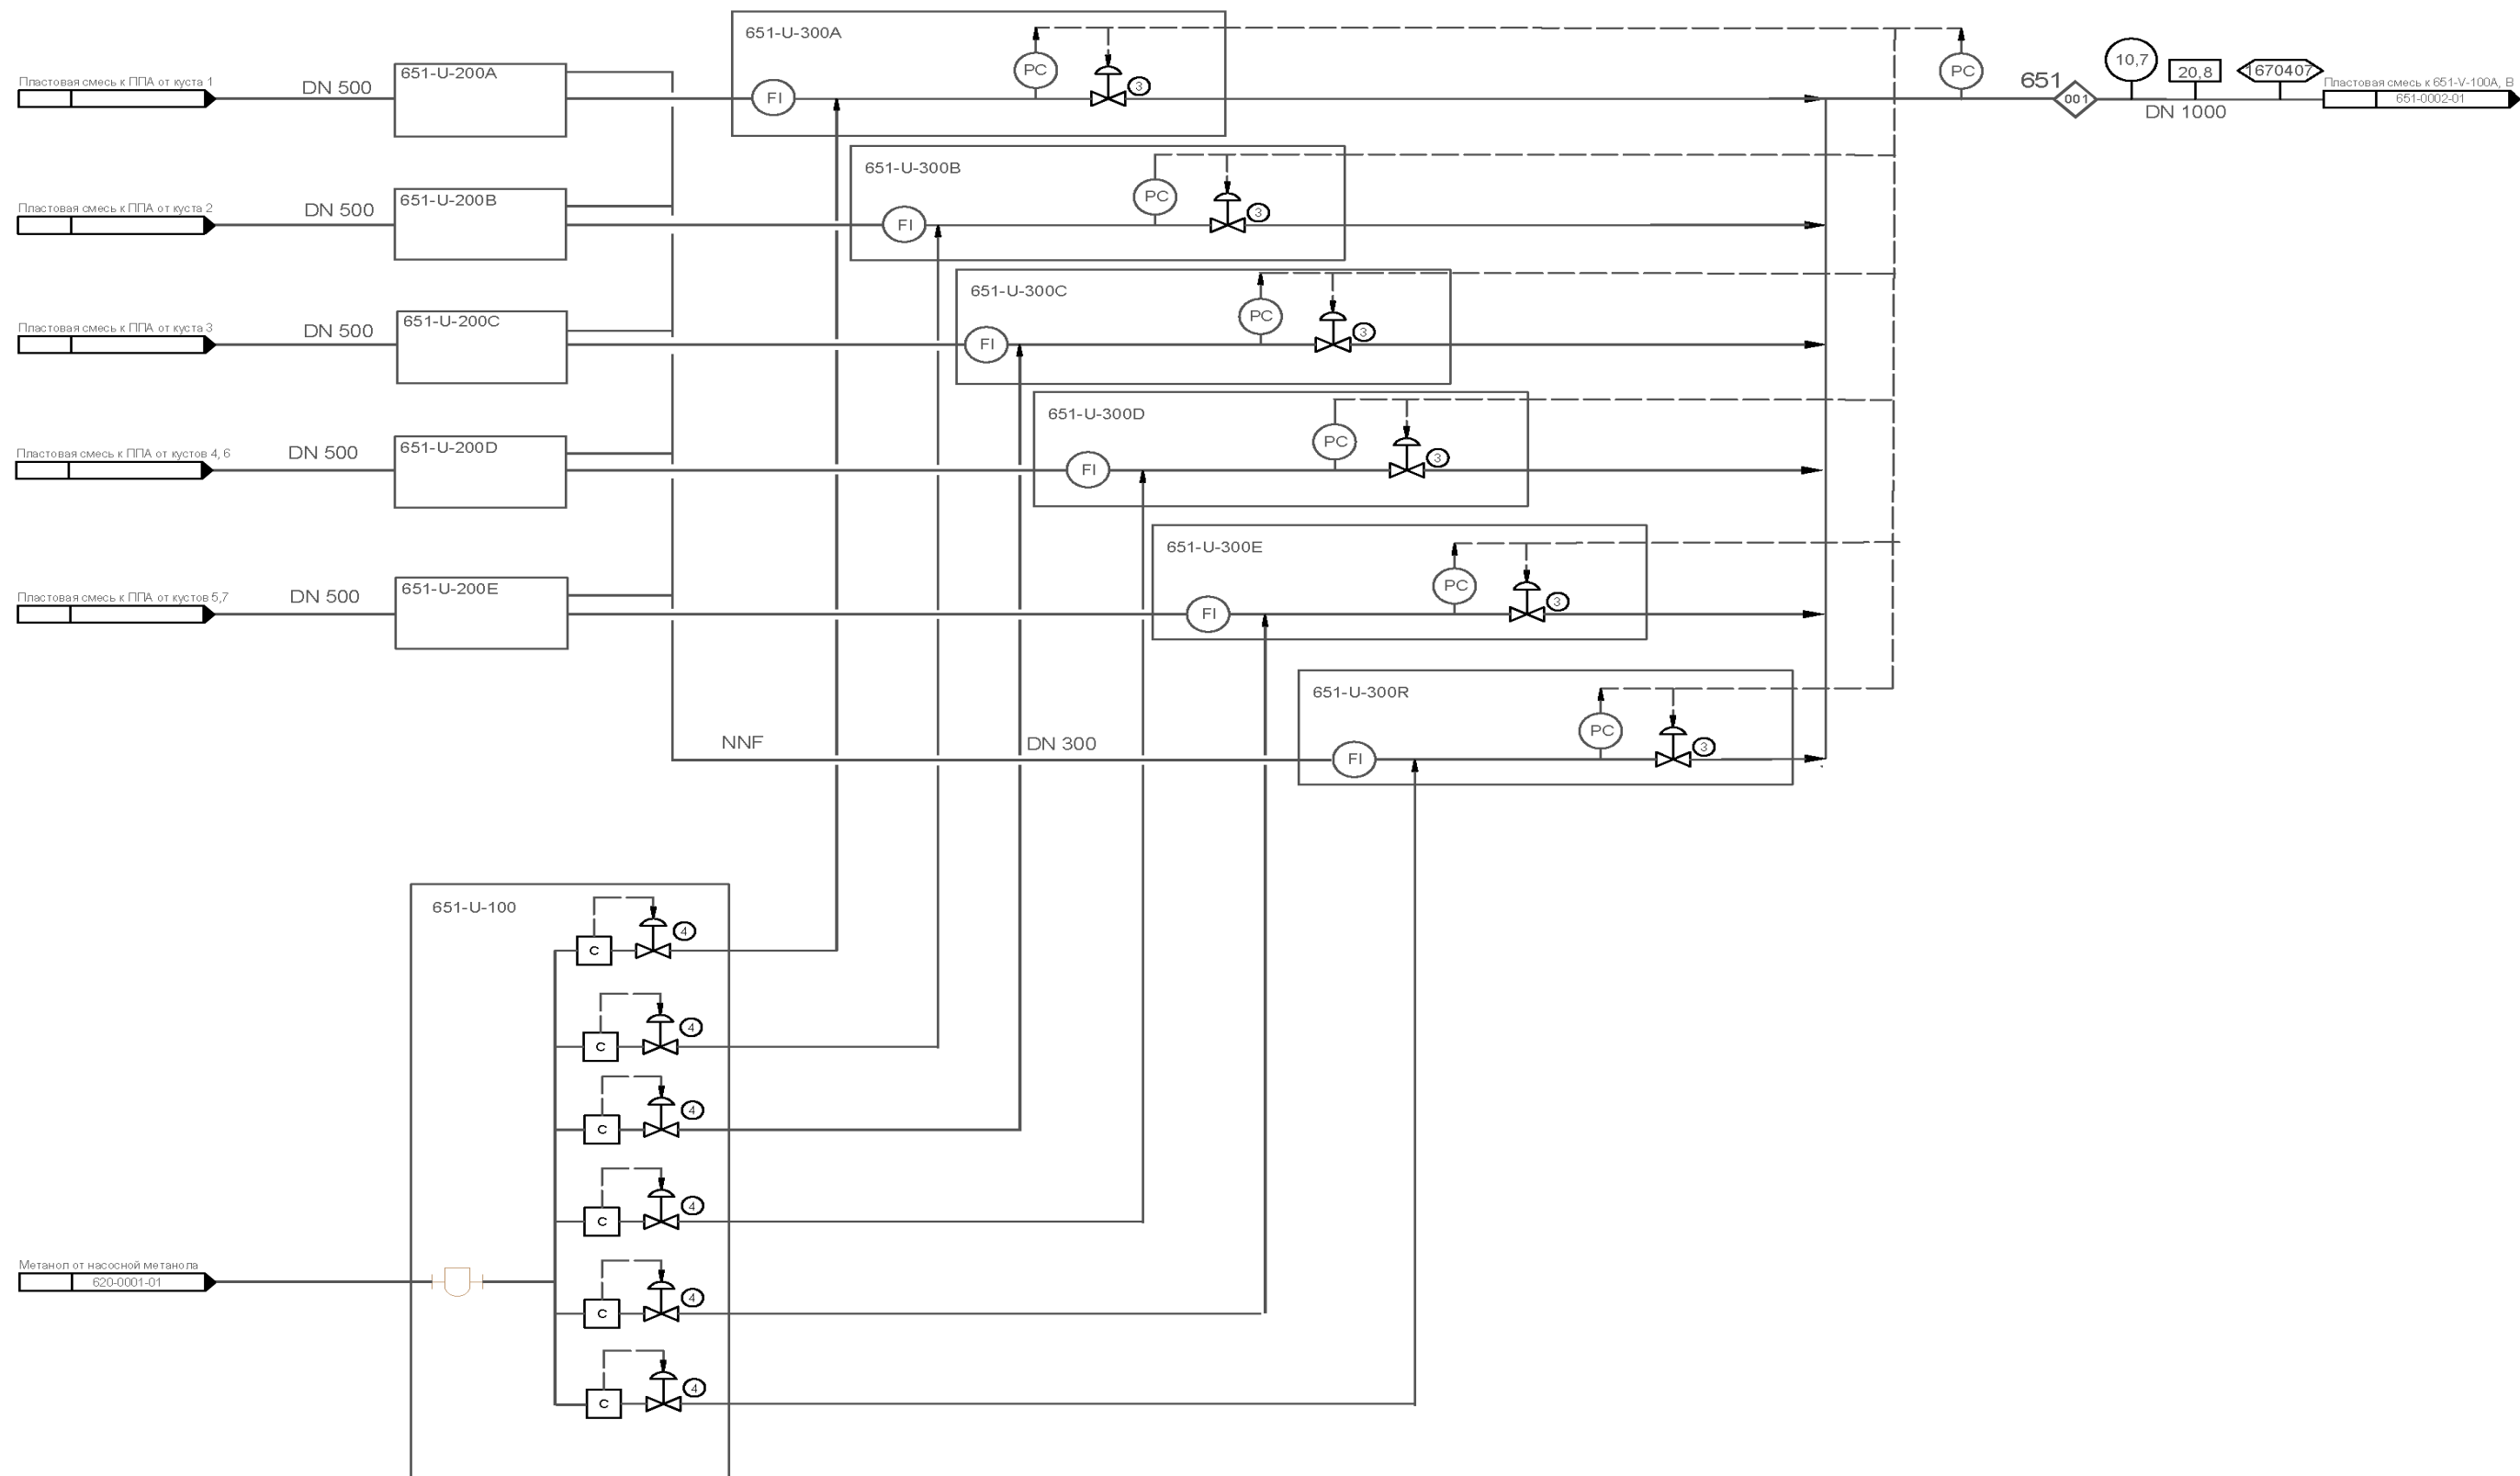 651-U-300A
PC
FI
3
PC
651
001
10,7
20,8
1670407
DN 1000
Пластовая смесь к 651-V-100A, B
651-0002-01
Пластовая смесь к ППА от куста 1
DN 500
651-U-200A
651-U-300B
PC
FI
3
Пластовая смесь к ППА от куста 2
DN 500
651-U-200B
651-U-300C
PC
FI
3
Пластовая смесь к ППА от куста 3
DN 500
651-U-200C
651-U-300D
PC
FI
3
Пластовая смесь к ППА от кустов 4, 6
DN 500
651-U-200D
651-U-300E
PC
FI
3
Пластовая смесь к ППА от кустов 5,7
DN 500
651-U-200E
651-U-300R
PC
FI
3
NNF
DN 300
651-U-100
C
4
C
4
C
4
C
4
C
4
C
4
Метанол от насосной метанола
620-0001-01